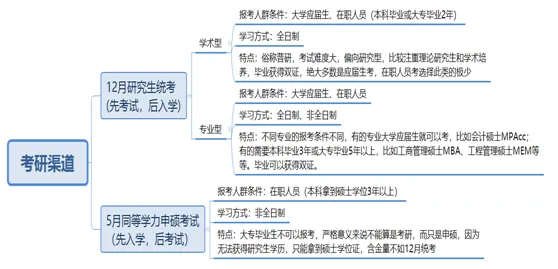 报考人群条件：大学应届生、在职人员（本科毕业或大专毕业2年）
学术型
学习方式：全日制
特点：俗称普研，考试难度大，偏向研究型，比较注重理论研究生和学术培
养，毕业获得双证，绝大多数是应届生考，在职人员考选择此类的极少
12月研究生统考
(先考试，后入学)
报考人群条件：大学应届生、在职人员
专业型
学习方式：全日制、非全日制
特点：不同专业的报考条件不同，有的专业大学应届生就可以考，比如会计硕士MPAcc；
有的需要本科毕业3年或大专毕业5年以上，比如工商管理硕士MBA、工程管理硕士MEM等
等。毕业可以获得双证。
考研渠道
报考人群条件：在职人员（本科拿到硕士学位3年以上）
5月同等学力申硕考试
（先入学，后考试）
学习方式：非全日制
特点：大专毕业生不可以报考，严格意义来说不能算是考研，而只是申硕，因为
无法获得研究生学历，只能拿到硕士学位证，含金量不如12月统考